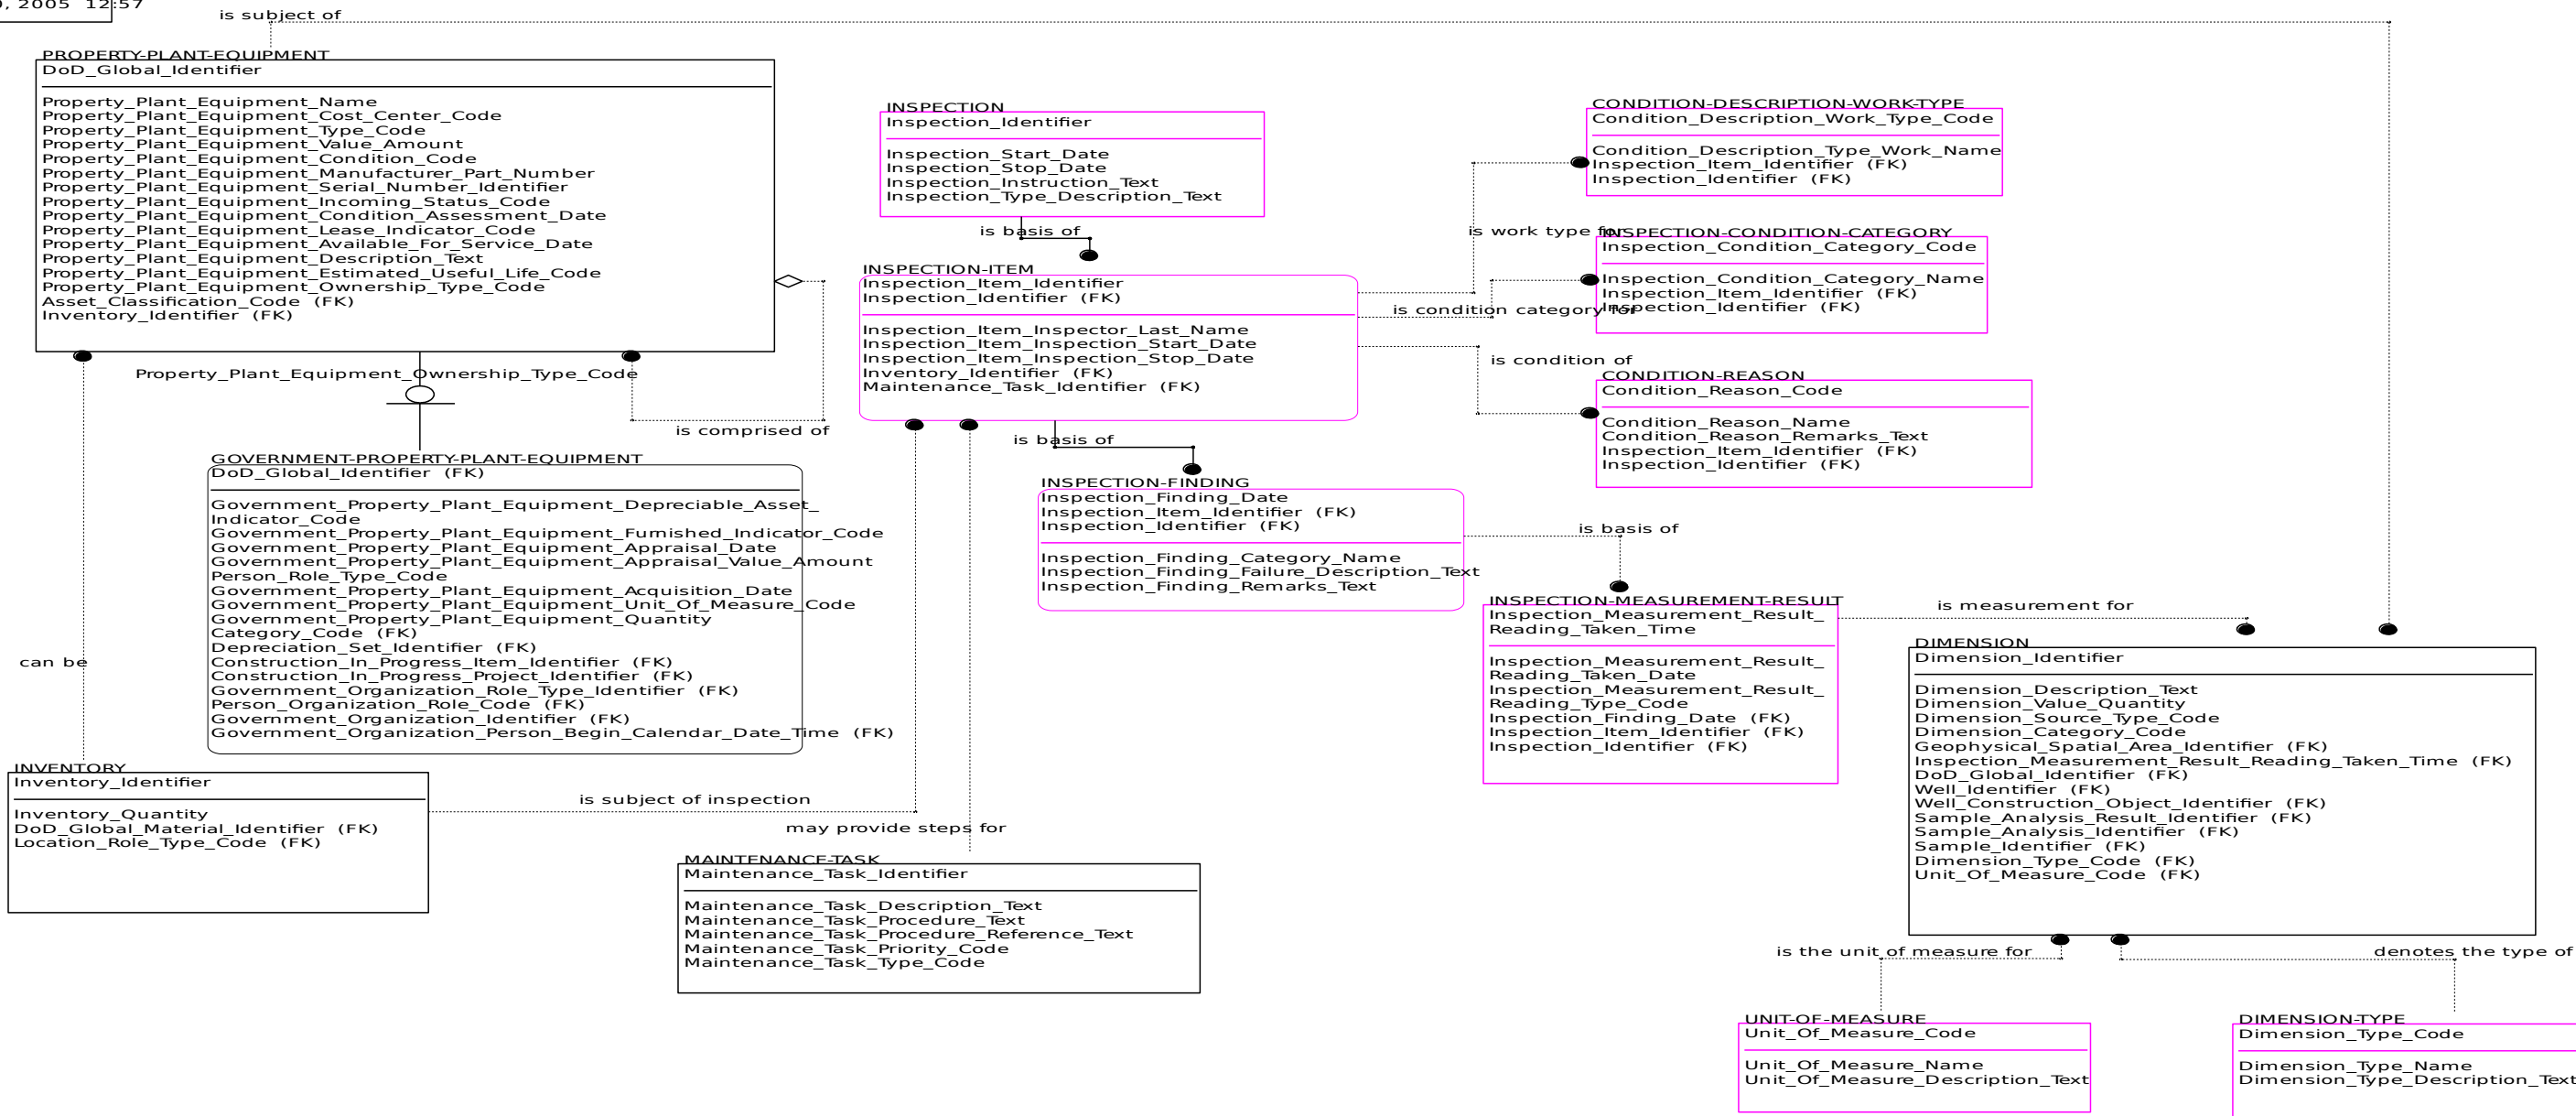 , 2005 12:57
is subject of
PROPERTY-PLANT-EQUIPMENT
DoD_Global_Identifier
Property_Plant_Equipment_Name
Property_Plant_Equipment_Cost_Center_Code
Property_Plant_Equipment_Type_Code
Property_Plant_Equipment_Value_Amount
Property_Plant_Equipment_Condition_Code
Property_Plant_Equipment_Manufacturer_Part_Number
Property_Plant_Equipment_Serial_Number_Identifier
Property_Plant_Equipment_Incoming_Status_Code
Property_Plant_Equipment_Condition_Assessment_Date
Property_Plant_Equipment_Lease_Indicator_Code
Property_Plant_Equipment_Available_For_Service_Date
Property_Plant_Equipment_Description_Text
Property_Plant_Equipment_Estimated_Useful_Life_Code
Property_Plant_Equipment_Ownership_Type_Code
Asset_Classification_Code (FK)
Inventory_Identifier (FK)
Property_Plant_Equipment_Ownership_Type_Code
is comprised of
GOVERNMENT-PROPERTY-PLANT-EQUIPMENT
DoD_Global_Identifier (FK)
Government_Property_Plant_Equipment_Depreciable_Asset_
Indicator_Code
Government_Property_Plant_Equipment_Furnished_Indicator_Code
Government_Property_Plant_Equipment_Appraisal_Date
Government_Property_Plant_Equipment_Appraisal_Value_Amount
Person_Role_Type_Code
Government_Property_Plant_Equipment_Acquisition_Date
Government_Property_Plant_Equipment_Unit_Of_Measure_Code
Government_Property_Plant_Equipment_Quantity
Category_Code (FK)
Depreciation_Set_Identifier (FK)
Construction_In_Progress_Item_Identifier (FK)
Construction_In_Progress_Project_Identifier (FK)
Government_Organization_Role_Type_Identifier (FK)
Person_Organization_Role_Code (FK)
Government_Organization_Identifier (FK)
Government_Organization_Person_Begin_Calendar_Date_Time (FK)
can be
INVENTORY
Inventory_Identifier
Inventory_Quantity
DoD_Global_Material_Identifier (FK)
Location_Role_Type_Code (FK)
is subject of inspection
may provide steps for
MAINTENANCE-TASK
Maintenance_Task_Identifier
Maintenance_Task_Description_Text
Maintenance_Task_Procedure_Text
Maintenance_Task_Procedure_Reference_Text
Maintenance_Task_Priority_Code
Maintenance_Task_Type_Code
INSPECTION
Inspection_Identifier
Inspection_Start_Date
Inspection_Stop_Date
Inspection_Instruction_Text
Inspection_Type_Description_Text
is basis of
INSPECTION-ITEM
Inspection_Item_Identifier
Inspection_Identifier (FK)
Inspection_Item_Inspector_Last_Name
Inspection_Item_Inspection_Start_Date
Inspection_Item_Inspection_Stop_Date
Inventory_Identifier (FK)
Maintenance_Task_Identifier (FK)
is basis of
INSPECTION-FINDING
Inspection_Finding_Date
Inspection_Item_Identifier (FK)
Inspection_Identifier (FK)
Inspection_Finding_Category_Name
Inspection_Finding_Failure_Description_Text
Inspection_Finding_Remarks_Text
CONDITION-DESCRIPTION-WORK-TYPE
Condition_Description_Work_Type_Code
Condition_Description_Type_Work_Name
Inspection_Item_Identifier (FK)
Inspection_Identifier (FK)
is work type for
INSPECTION-CONDITION-CATEGORY
Inspection_Condition_Category_Code
Inspection_Condition_Category_Name
Inspection_Item_Identifier (FK)
Inspection_Identifier (FK)
is condition category for
is condition of
CONDITION-REASON
Condition_Reason_Code
Condition_Reason_Name
Condition_Reason_Remarks_Text
Inspection_Item_Identifier (FK)
Inspection_Identifier (FK)
is basis of
INSPECTION-MEASUREMENT-RESULT
Inspection_Measurement_Result_
Reading_Taken_Time
Inspection_Measurement_Result_
Reading_Taken_Date
Inspection_Measurement_Result_
Reading_Type_Code
Inspection_Finding_Date (FK)
Inspection_Item_Identifier (FK)
Inspection_Identifier (FK)
is measurement for
DIMENSION
Dimension_Identifier
Dimension_Description_Text
Dimension_Value_Quantity
Dimension_Source_Type_Code
Dimension_Category_Code
Geophysical_Spatial_Area_Identifier (FK)
Inspection_Measurement_Result_Reading_Taken_Time (FK)
DoD_Global_Identifier (FK)
Well_Identifier (FK)
Well_Construction_Object_Identifier (FK)
Sample_Analysis_Result_Identifier (FK)
Sample_Analysis_Identifier (FK)
Sample_Identifier (FK)
Dimension_Type_Code (FK)
Unit_Of_Measure_Code (FK)
is the unit of measure for
denotes the type of
UNIT-OF-MEASURE
Unit_Of_Measure_Code
Unit_Of_Measure_Name
Unit_Of_Measure_Description_Text
DIMENSION-TYPE
Dimension_Type_Code
Dimension_Type_Name
Dimension_Type_Description_Text